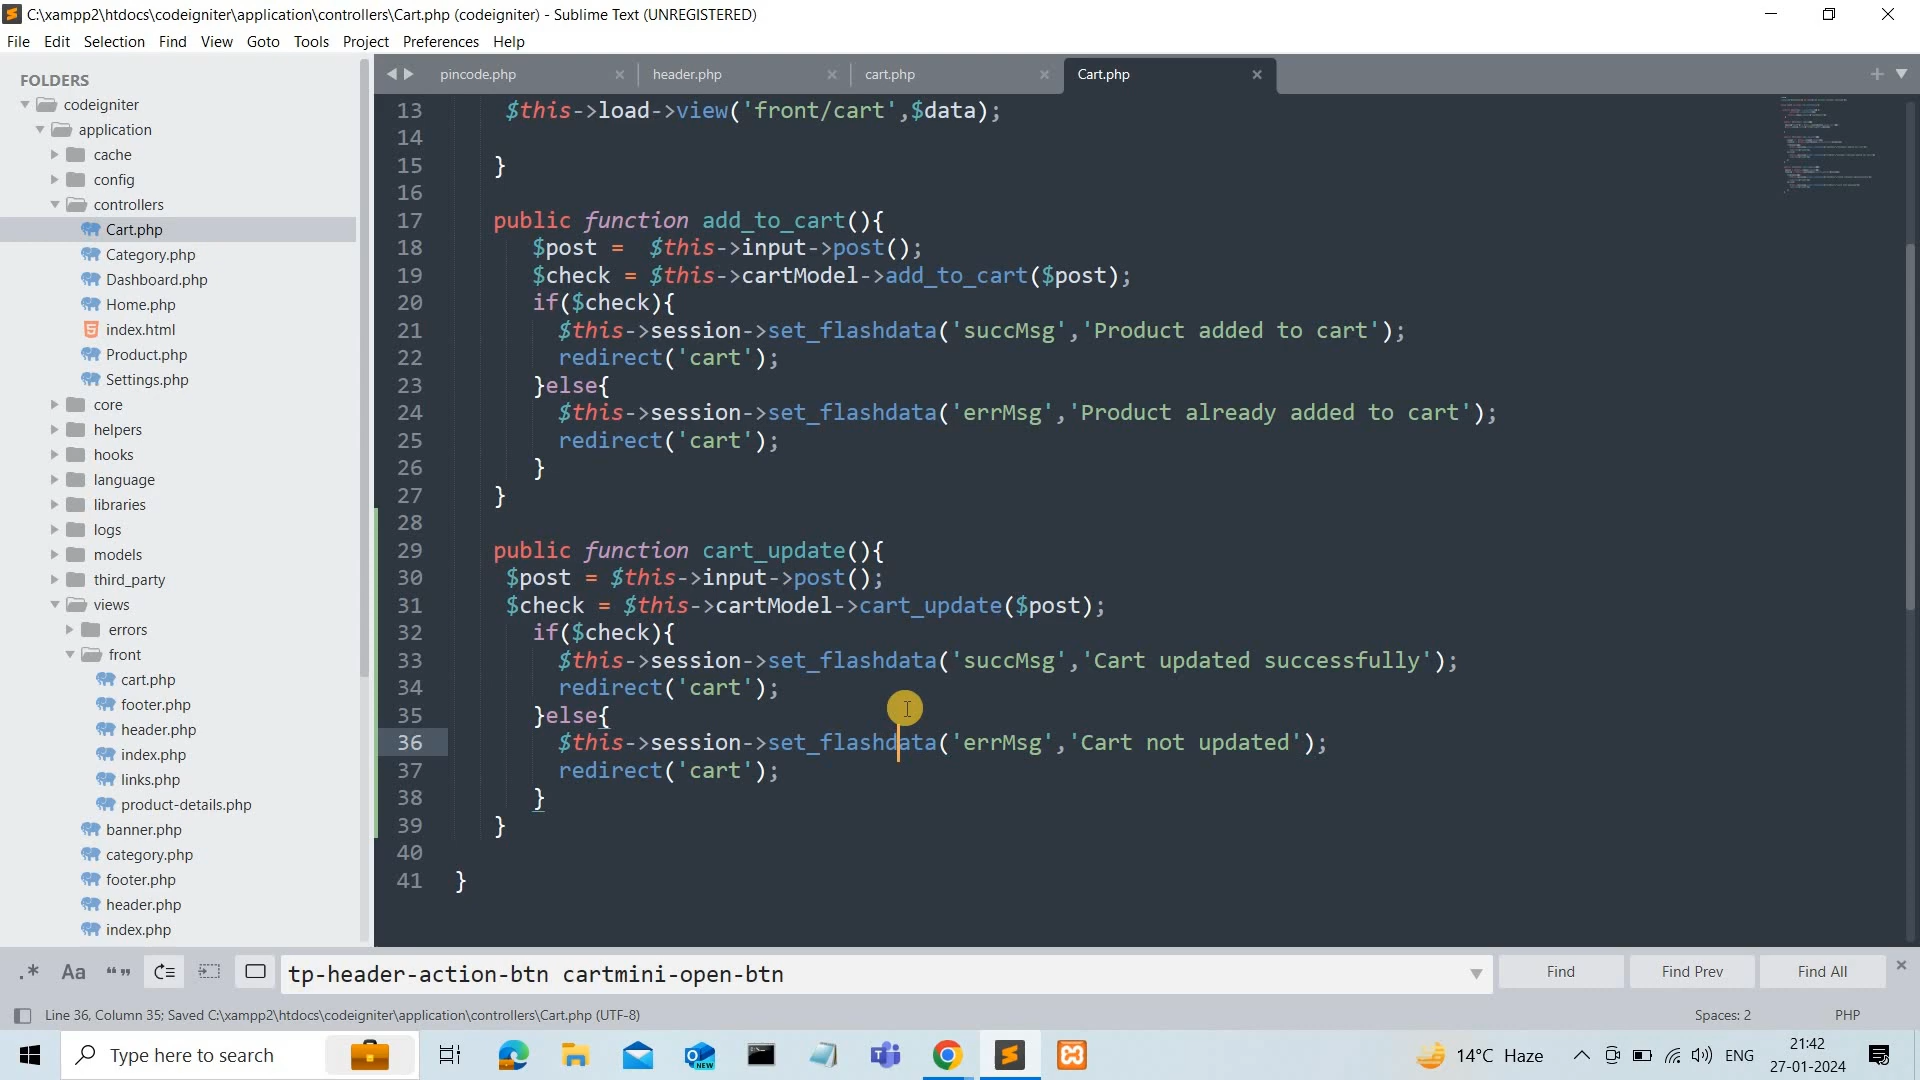 C:\xampp2\htdocs\codeigniter\application\controllers\Cart.php (codeigniter) - Sublime Text (UNREGISTERED)
File Edit Selection Find View Goto Tools Project Preferences Help
FOLDERS
codeigniter
application
cache
config
controllers
Cart.php
Category.php
Dashboard.php
Home.php
index.html
Product.php
Settings.php
core
helpers
hooks
language
libraries
logs
models
third_party
views
errors
front
cart.php
footer.php
header.php
index.php
links.php
product-details.php
banner.php
category.php
footer.php
header.php
index.php
pincode.php header.php cart.php Cart.php
13 $this->load->view('front/cart',$data);
14
15 }
16
17 public function add_to_cart(){
18 $post =  $this->input->post();
19 $check = $this->cartModel->add_to_cart($post);
20 if($check){
21 $this->session->set_flashdata('succMsg','Product added to cart');
22 redirect('cart');
23 }else{
24 $this->session->set_flashdata('errMsg','Product already added to cart');
25 redirect('cart');
26 }
27 }
28
29 public function cart_update(){
30 $post = $this->input->post();
31 $check = $this->cartModel->cart_update($post);
32 if($check){
33 $this->session->set_flashdata('succMsg','Cart updated successfully');
34 redirect('cart');
35 }else{
36 $this->session->set_flashdata('errMsg','Cart not updated');
37 redirect('cart');
38 }
39 }
40
41 }
.* Aa “” tp-header-action-btn cartmini-open-btn Find Find Prev Find All
Line 36, Column 35; Saved C:\xampp2\htdocs\codeigniter\application\controllers\Cart.php (UTF-8) Spaces: 2 PHP
Type here to search 14°C Haze ENG 21:42
27-01-2024